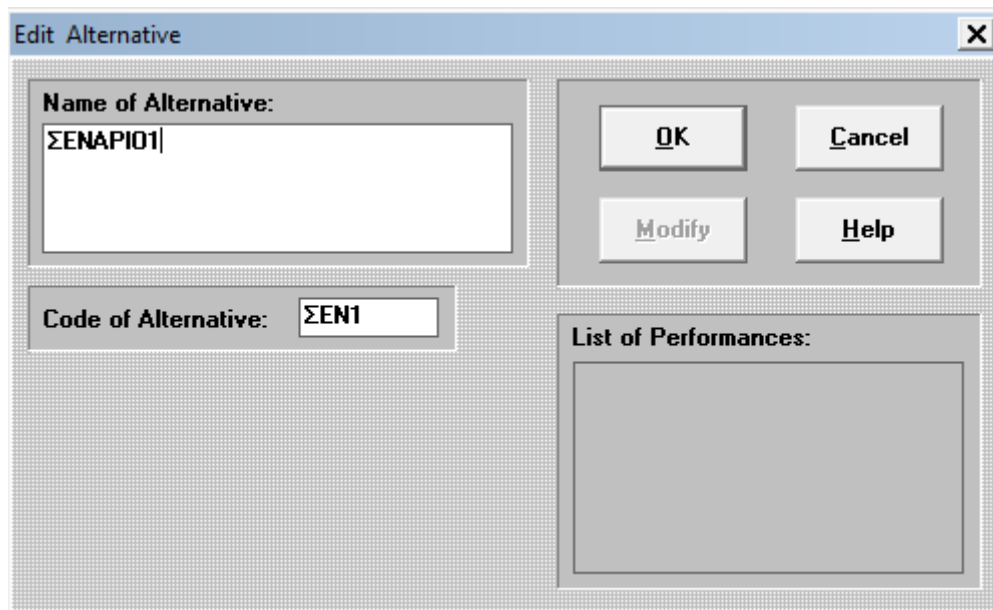 Edit Alternative
Name of Alternative:
ΣΕΝΑΡΙΟ1
OK
Cancel
Modify
Help
Code of Alternative:
ΣΕΝ1
List of Performances: